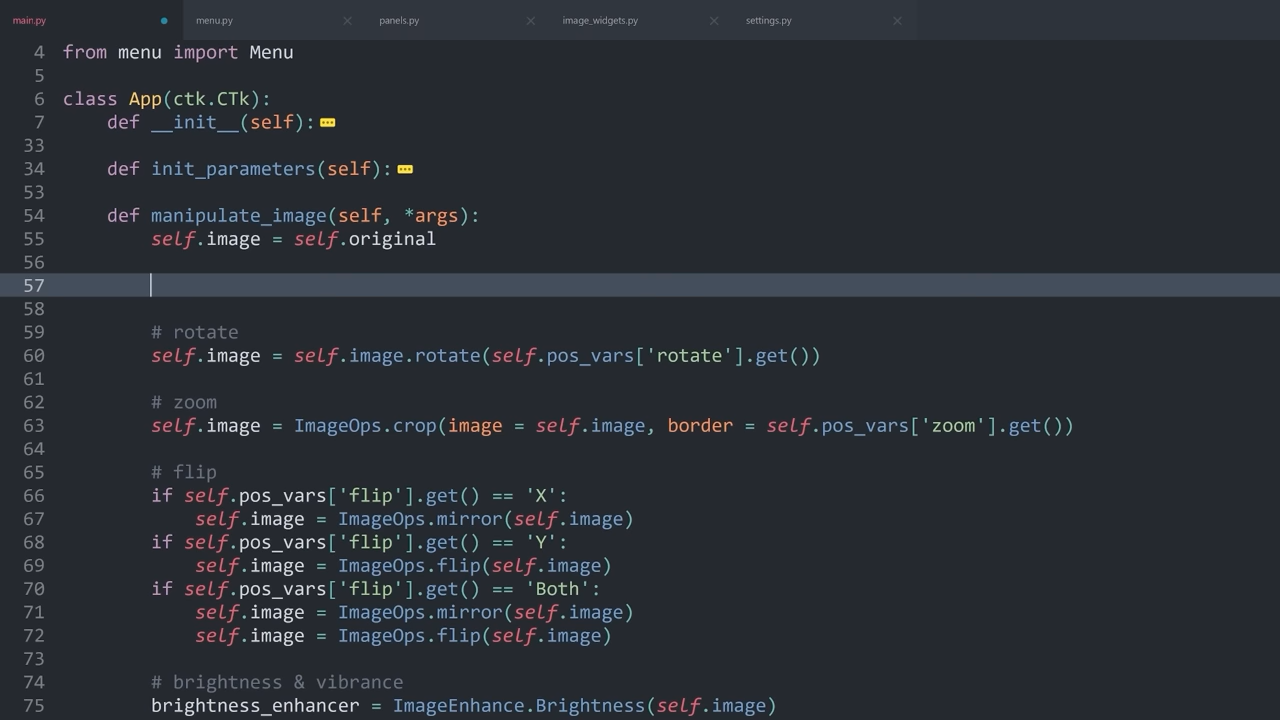 main.py menu.py panels.py image_widgets.py settings.py
4 from menu import Menu
5
6 class App(ctk.CTk):
7     def __init__(self):
33
34     def init_parameters(self):
53
54     def manipulate_image(self, *args):
55         self.image = self.original
56
57
58
59         # rotate
60         self.image = self.image.rotate(self.pos_vars['rotate'].get())
61
62         # zoom
63         self.image = ImageOps.crop(image = self.image, border = self.pos_vars['zoom'].get())
64
65         # flip
66         if self.pos_vars['flip'].get() == 'X':
67             self.image = ImageOps.mirror(self.image)
68         if self.pos_vars['flip'].get() == 'Y':
69             self.image = ImageOps.flip(self.image)
70         if self.pos_vars['flip'].get() == 'Both':
71             self.image = ImageOps.mirror(self.image)
72             self.image = ImageOps.flip(self.image)
73
74         # brightness & vibrance
75         brightness_enhancer = ImageEnhance.Brightness(self.image)